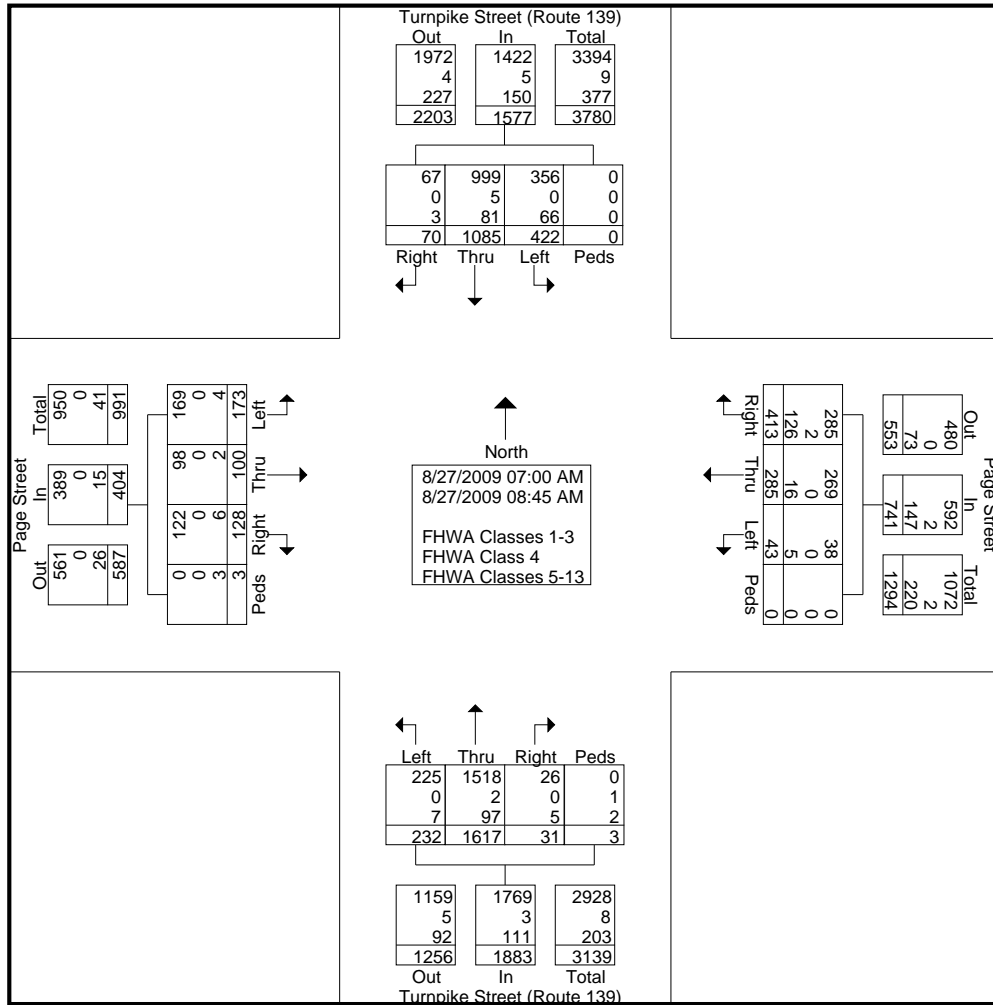 Turnpike Street (Route 139)
Out In Total
1972 1422 3394
4 5 9
227 150 377
2203 1577 3780
67 999 356 0
0 5 0 0
3 81 66 0
70 1085 422 0
Right Thru Left Peds
Page Street
Total In Out
950 389 561
0 0 0
41 15 26
991 404 587
169 98 122 0
0 0 0 0
4 2 6 3
173 100 128 3
Left Thru Right Peds
North
8/27/2009 07:00 AM
8/27/2009 08:45 AM
FHWA Classes 1-3
FHWA Class 4
FHWA Classes 5-13
Right Thru Left Peds
285 269 38 0
2 0 0 0
126 16 5 0
413 285 43 0
Out In Total
480 592 1072
0 2 2
73 147 220
553 741 1294
Page Street
Left Thru Right Peds
225 1518 26 0
0 2 0 1
7 97 5 2
232 1617 31 3
1159 1769 2928
5 3 8
92 111 203
1256 1883 3139
Out In Total
Turnpike Street (Route 139)